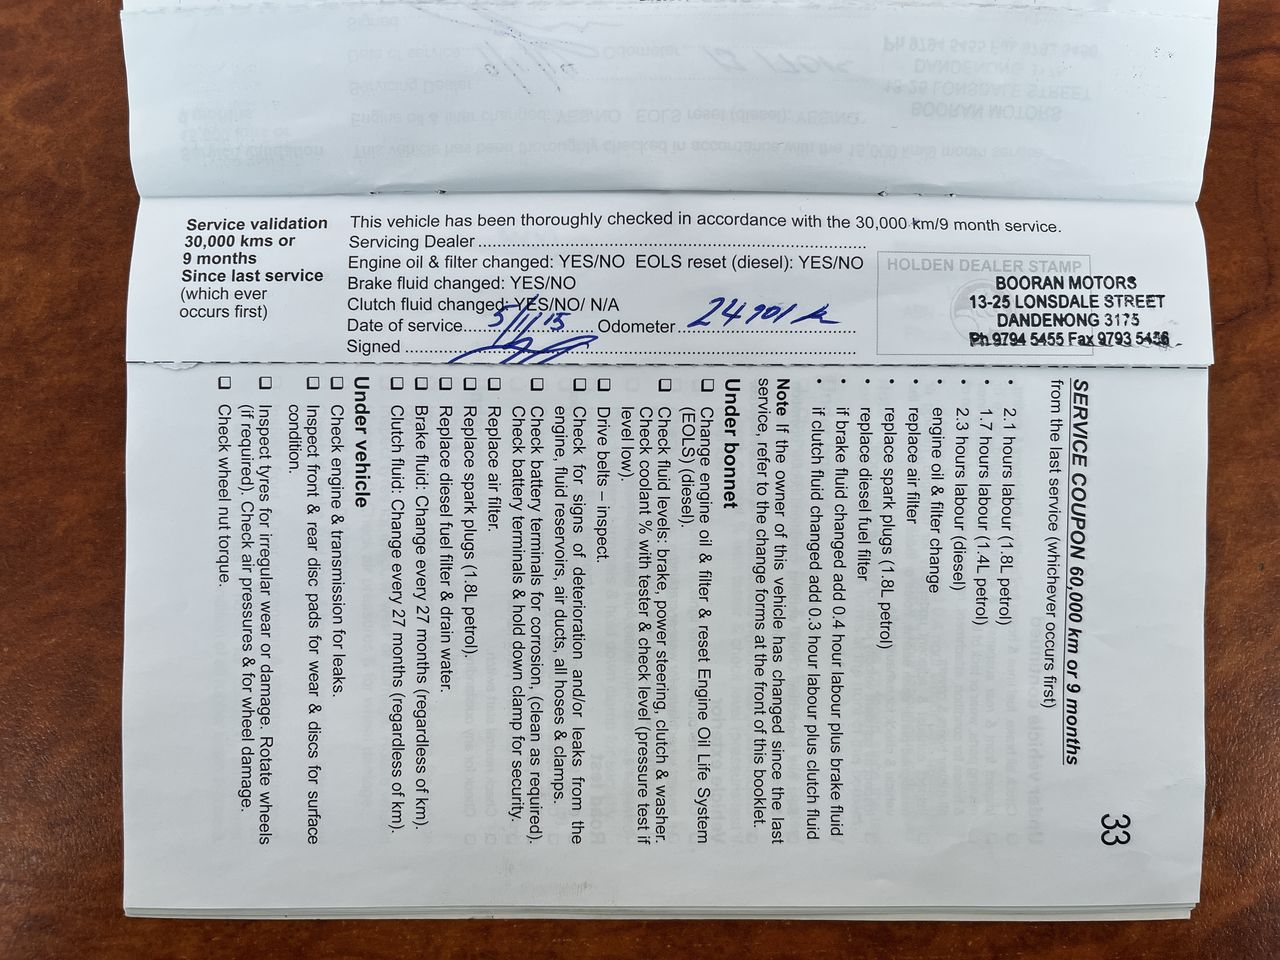 Service validation
30,000 kms or
9 months
Since last service
(which ever
occurs first)
This vehicle has been thoroughly checked in accordance with the 30,000 km/9 month service.
Servicing Dealer
Engine oil & filter changed: YES/NO EOLS reset (diesel): YES/NO
Brake fluid changed: YES/NO
Clutch fluid changed: YES/NO/ N/A
Date of service 5/11/15 Odometer 24901 k
Signed
HOLDEN DEALER STAMP
BOORAN MOTORS
13-25 LONSDALE STREET
DANDENONG 3175
Ph 9794 5455 Fax 9793 5456
33
SERVICE COUPON 60,000 km or 9 months
from the last service (whichever occurs first)
• 2.1 hours labour (1.8L petrol)
• 1.7 hours labour (1.4L petrol)
• 2.3 hours labour (diesel)
• engine oil & filter change
• replace air filter
• replace spark plugs (1.8L petrol)
• replace diesel fuel filter
• if brake fluid changed add 0.4 hour labour plus brake fluid
• if clutch fluid changed add 0.3 hour labour plus clutch fluid
Note If the owner of this vehicle has changed since the last
service, refer to the change forms at the front of this booklet.
Under bonnet
☐ Change engine oil & filter & reset Engine Oil Life System
(EOLS) (diesel).
☐ Check fluid levels: brake, power steering, clutch & washer.
Check coolant % with tester & check level (pressure test if
level low).
☐ Drive belts – inspect.
☐ Check for signs of deterioration and/or leaks from the
engine, fluid reservoirs, air ducts, all hoses & clamps.
☐ Check battery terminals for corrosion, (clean as required).
Check battery terminals & hold down clamp for security.
☐ Replace air filter.
☐ Replace spark plugs (1.8L petrol).
☐ Replace diesel fuel filter & drain water.
☐ Brake fluid: Change every 27 months (regardless of km).
☐ Clutch fluid: Change every 27 months (regardless of km).
Under vehicle
☐ Check engine & transmission for leaks.
☐ Inspect front & rear disc pads for wear & discs for surface
condition.
☐ Inspect tyres for irregular wear or damage. Rotate wheels
(if required). Check air pressures & for wheel damage.
☐ Check wheel nut torque.